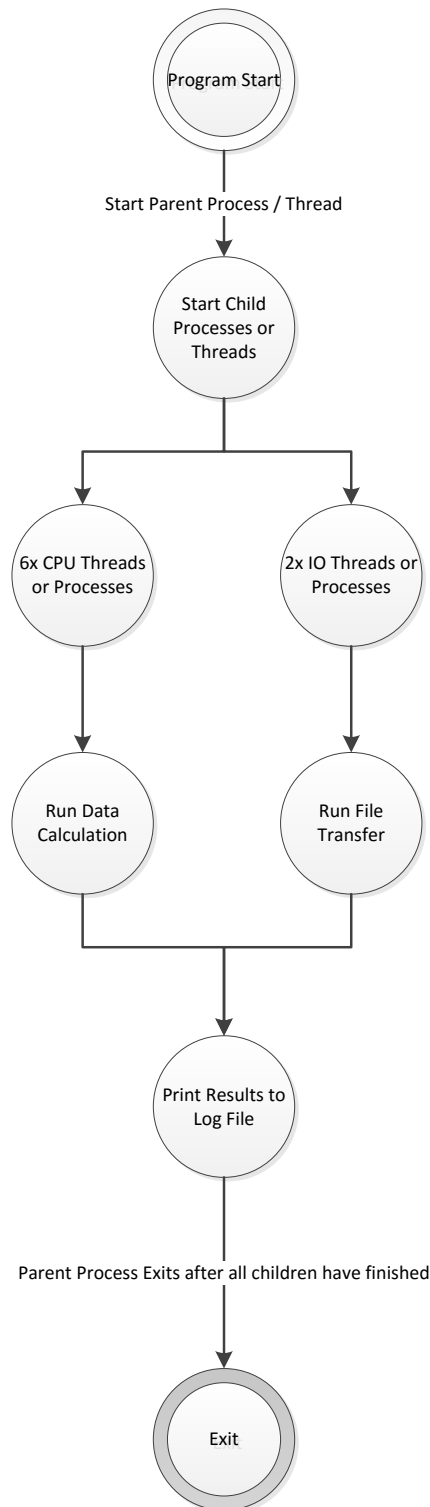 Program Start
Start Parent Process / Thread
Start Child
Processes or
Threads
6x CPU Threads
or Processes
2x IO Threads or
Processes
Run Data
Calculation
Run File
Transfer
Print Results to
Log File
Parent Process Exits after all children have finished
Exit